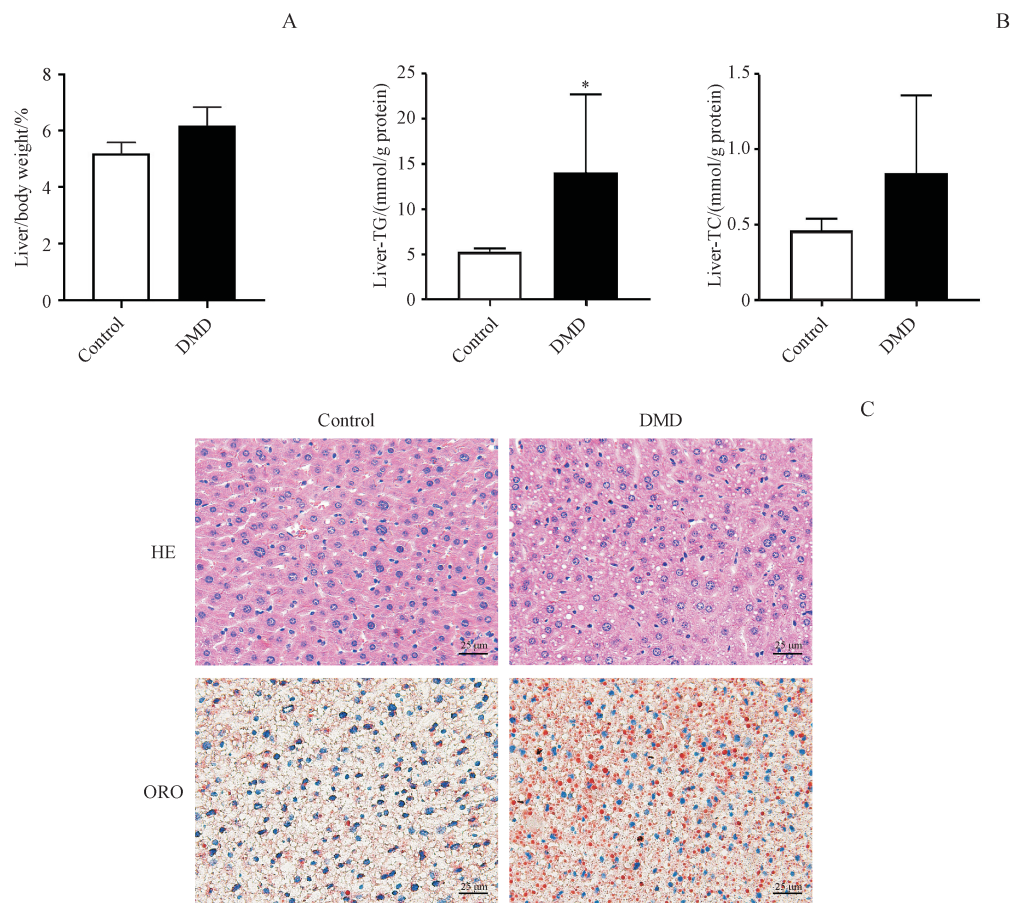 A
B
Liver/body weight/%
8
6
4
2
0
Control
DMD
Liver-TG/(mmol/g protein)
25
20
15
10
5
0
*
Control
DMD
Liver-TC/(mmol/g protein)
1.5
1.0
0.5
0
Control
DMD
C
Control
DMD
HE
25 μm
25 μm
ORO
25 μm
25 μm